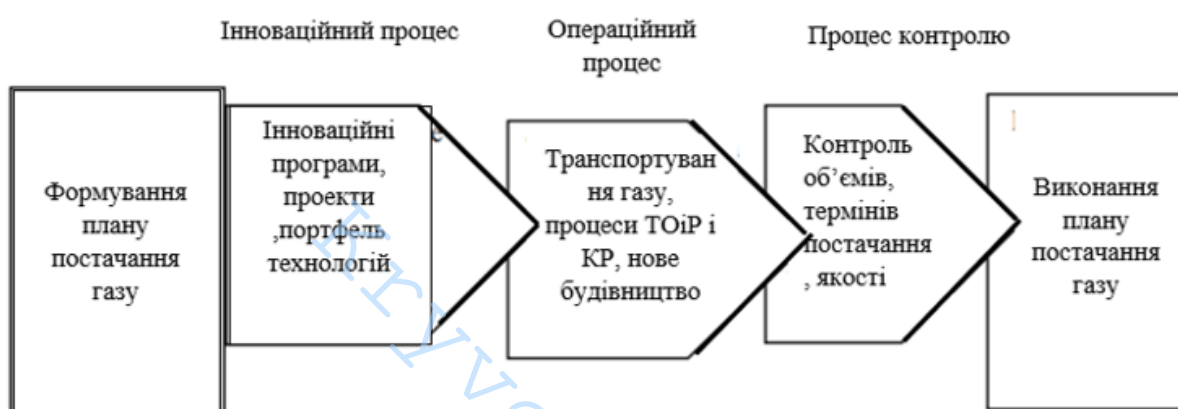 Інноваційний процес
Операційний
процес
Процес контролю
Формування
плану
постачання
газу
Інноваційні
програми,
проекти
,портфель
технологій
Транспортуван
ня газу,
процеси ТОіР і
КР, нове
будівництво
Контроль
об’ємів,
термінів
постачання
, якості
Виконання
плану
постачання
газу